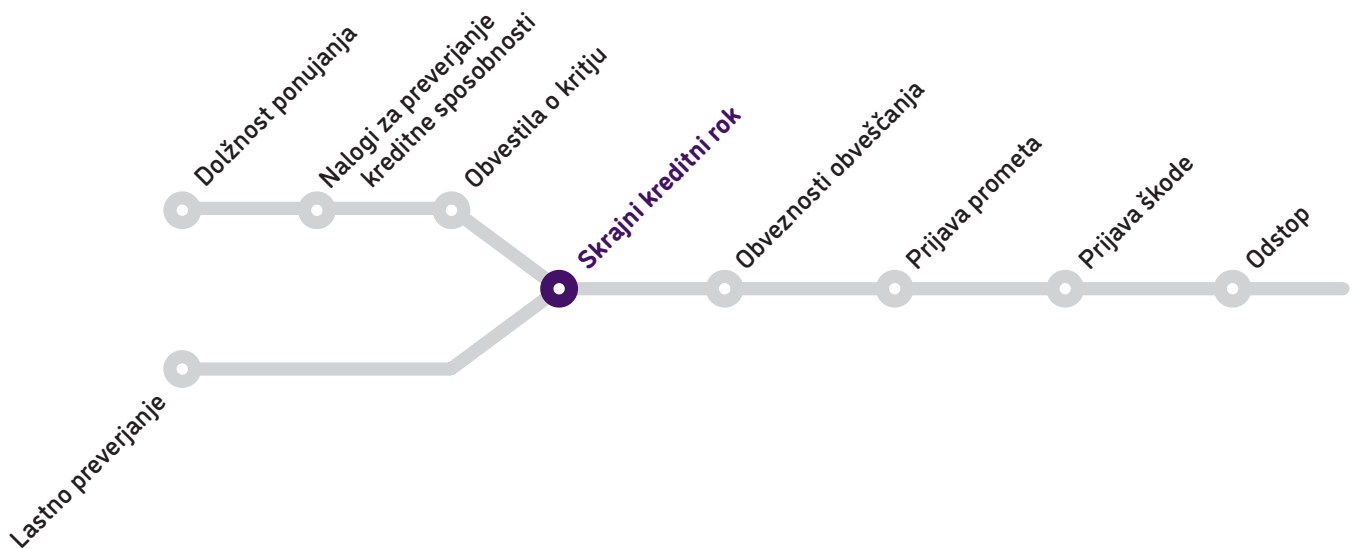 Dolžnost ponujanja
Nalogi za preverjanje
kreditne sposobnosti
Obvestila o kritju
Skrajni kreditni rok
Obveznosti obveščanja
Prijava prometa
Prijava škode
Odstop
Lastno preverjanje